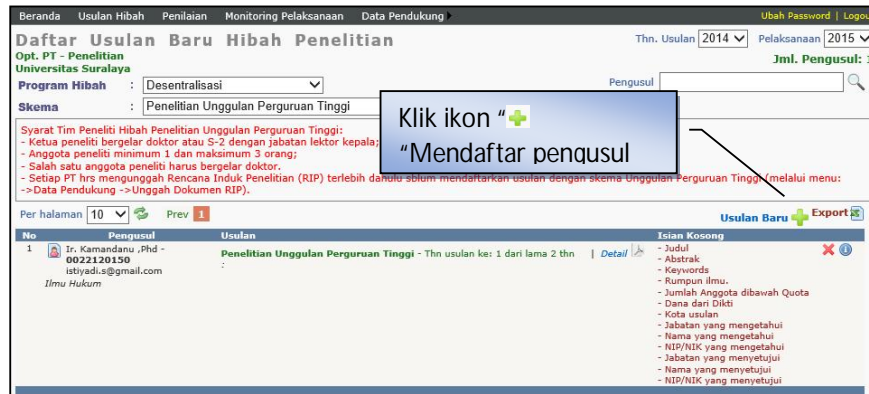 Beranda Usulan Hibah Penilaian Monitoring Pelaksanaan Data Pendukung Ubah Password | Logou
Daftar Usulan Baru Hibah Penelitian Thn. Usulan 2014 Pelaksanaan 2015
Opt. PT - Penelitian
Universitas Suralaya
Jml. Pengusul:
Program Hibah : Desentralisasi Pengusul
Skema : Penelitian Unggulan Perguruan Tinggi
Klik ikon "
"Mendaftar pengusul
Syarat Tim Peneliti Hibah Penelitian Unggulan Perguruan Tinggi:
- Ketua peneliti bergelar doktor atau S-2 dengan jabatan lektor kepala;
- Anggota peneliti minimum 1 dan maksimum 3 orang;
- Salah satu anggota peneliti harus bergelar doktor.
- Setiap PT hrs mengunggah Rencana Induk Penelitian (RIP) terlebih dahulu sblum mendaftarkan usulan dengan skema Unggulan Perguruan Tinggi (melalui menu:
->Data Pendukung ->Unggah Dokumen RIP).
Per halaman 10 Prev 1 Usulan Baru Export
No Pengusul Usulan Isian Kosong
1 Ir. Kamandanu ,Phd -
0022120150
istiyadi.s@gmail.com
Ilmu Hukum
Penelitian Unggulan Perguruan Tinggi - Thn usulan ke: 1 dari lama 2 thn | Detail
:
- Judul
- Abstrak
- Keywords
- Rumpun ilmu.
- Jumlah Anggota dibawah Quota
- Dana dari Dikti
- Kota usulan
- Jabatan yang mengetahui
- Nama yang mengetahui
- NIP/NIK yang mengetahui
- Jabatan yang menyetujui
- Nama yang menyetujui
- NIP/NIK yang menyetujui